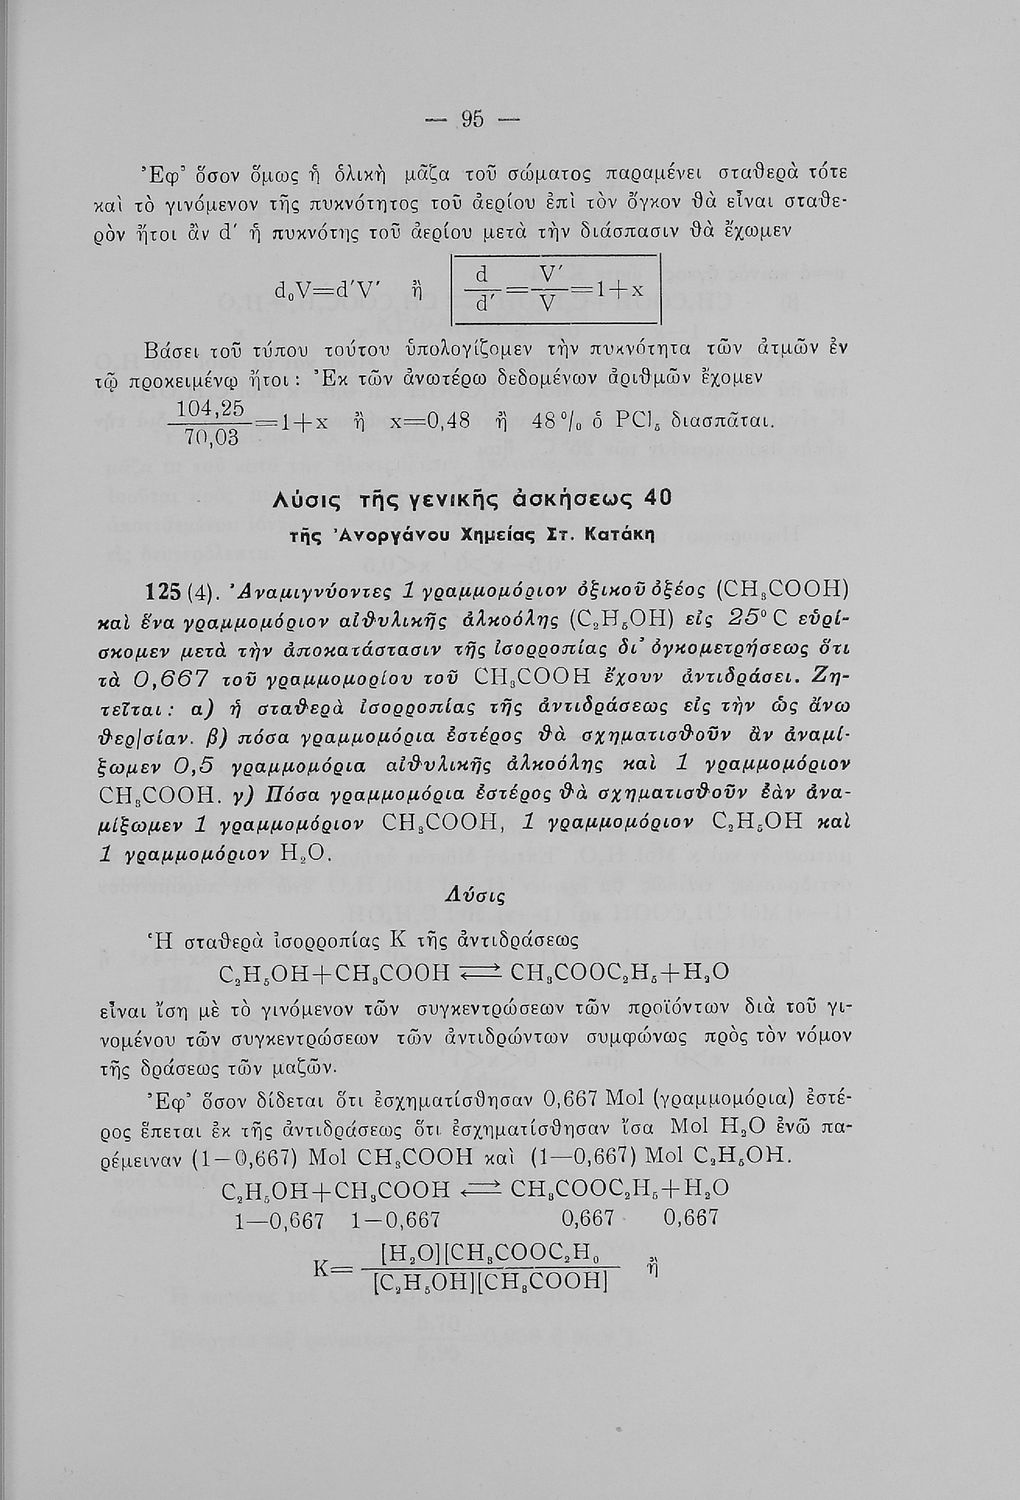 — 95 —
Ἐφ᾽ ὅσον ὅμως ἡ ὁλικὴ μᾶζα τοῦ σώματος παραμένει σταθερὰ τότε
καὶ τὸ γινόμενον τῆς πυκνότητος τοῦ ἀερίου ἐπὶ τὸν ὄγκον θὰ εἶναι σταθε-
ρὸν ἤτοι ἂν d' ἡ πυκνότης τοῦ ἀερίου μετὰ τὴν διάσπασιν θὰ ἔχωμεν
d₀V=d'V' ἢ d/d' = V'/V = 1+x
Βάσει τοῦ τύπου τούτου ὑπολογίζομεν τὴν πυκνότητα τῶν ἀτμῶν ἐν
τῷ προκειμένῳ ἤτοι : Ἐκ τῶν ἀνωτέρω δεδομένων ἀριθμῶν ἔχομεν
104,25/70,03 = 1+x ἢ x=0,48 ἢ 48 % ὁ PCl₅ διασπᾶται.
Λύσις τῆς γενικῆς ἀσκήσεως 40
τῆς Ἀνοργάνου Χημείας Στ. Κατάκη
125 (4). Ἀναμιγνύοντες 1 γραμμομόριον ὀξικοῦ ὀξέος (CH₃COOH)
καὶ ἕνα γραμμομόριον αἰθυλικῆς ἀλκοόλης (C₂H₅OH) εἰς 25° C εὑρί-
σκομεν μετὰ τὴν ἀποκατάστασιν τῆς ἰσορροπίας δι᾽ ὀγκομετρήσεως ὅτι
τὰ 0,667 τοῦ γραμμομορίου τοῦ CH₃COOH ἔχουν ἀντιδράσει. Ζη-
τεῖται : α) ἡ σταθερὰ ἰσορροπίας τῆς ἀντιδράσεως εἰς τὴν ὡς ἄνω
θερ|σίαν. β) πόσα γραμμομόρια ἐστέρος θὰ σχηματισθοῦν ἂν ἀναμί-
ξωμεν 0,5 γραμμομόρια αἰθυλικῆς ἀλκοόλης καὶ 1 γραμμομόριον
CH₃COOH. γ) Πόσα γραμμομόρια ἐστέρος θὰ σχηματισθοῦν ἐὰν ἀνα-
μίξωμεν 1 γραμμομόριον CH₃COOH, 1 γραμμομόριον C₂H₅OH καὶ
1 γραμμομόριον H₂O.
Λύσις
Ἡ σταθερὰ ἰσορροπίας K τῆς ἀντιδράσεως
C₂H₅OH+CH₃COOH ⇄ CH₃COOC₂H₅+H₂O
εἶναι ἴση μὲ τὸ γινόμενον τῶν συγκεντρώσεων τῶν προϊόντων διὰ τοῦ γι-
νομένου τῶν συγκεντρώσεων τῶν ἀντιδρώντων συμφώνως πρὸς τὸν νόμον
τῆς δράσεως τῶν μαζῶν.
Ἐφ᾽ ὅσον δίδεται ὅτι ἐσχηματίσθησαν 0,667 Mol (γραμμομόρια) ἐστέ-
ρος ἕπεται ἐκ τῆς ἀντιδράσεως ὅτι ἐσχηματίσθησαν ἴσα Mol H₂O ἐνῶ πα-
ρέμειναν (1—0,667) Mol CH₃COOH καὶ (1—0,667) Mol C₂H₅OH.
C₂H₅OH+CH₃COOH ⇄ CH₃COOC₂H₅+H₂O
1—0,667 1—0,667 0,667 0,667
K= [H₂O][CH₃COOC₂H₀ / [C₂H₅OH][CH₃COOH] ἢ